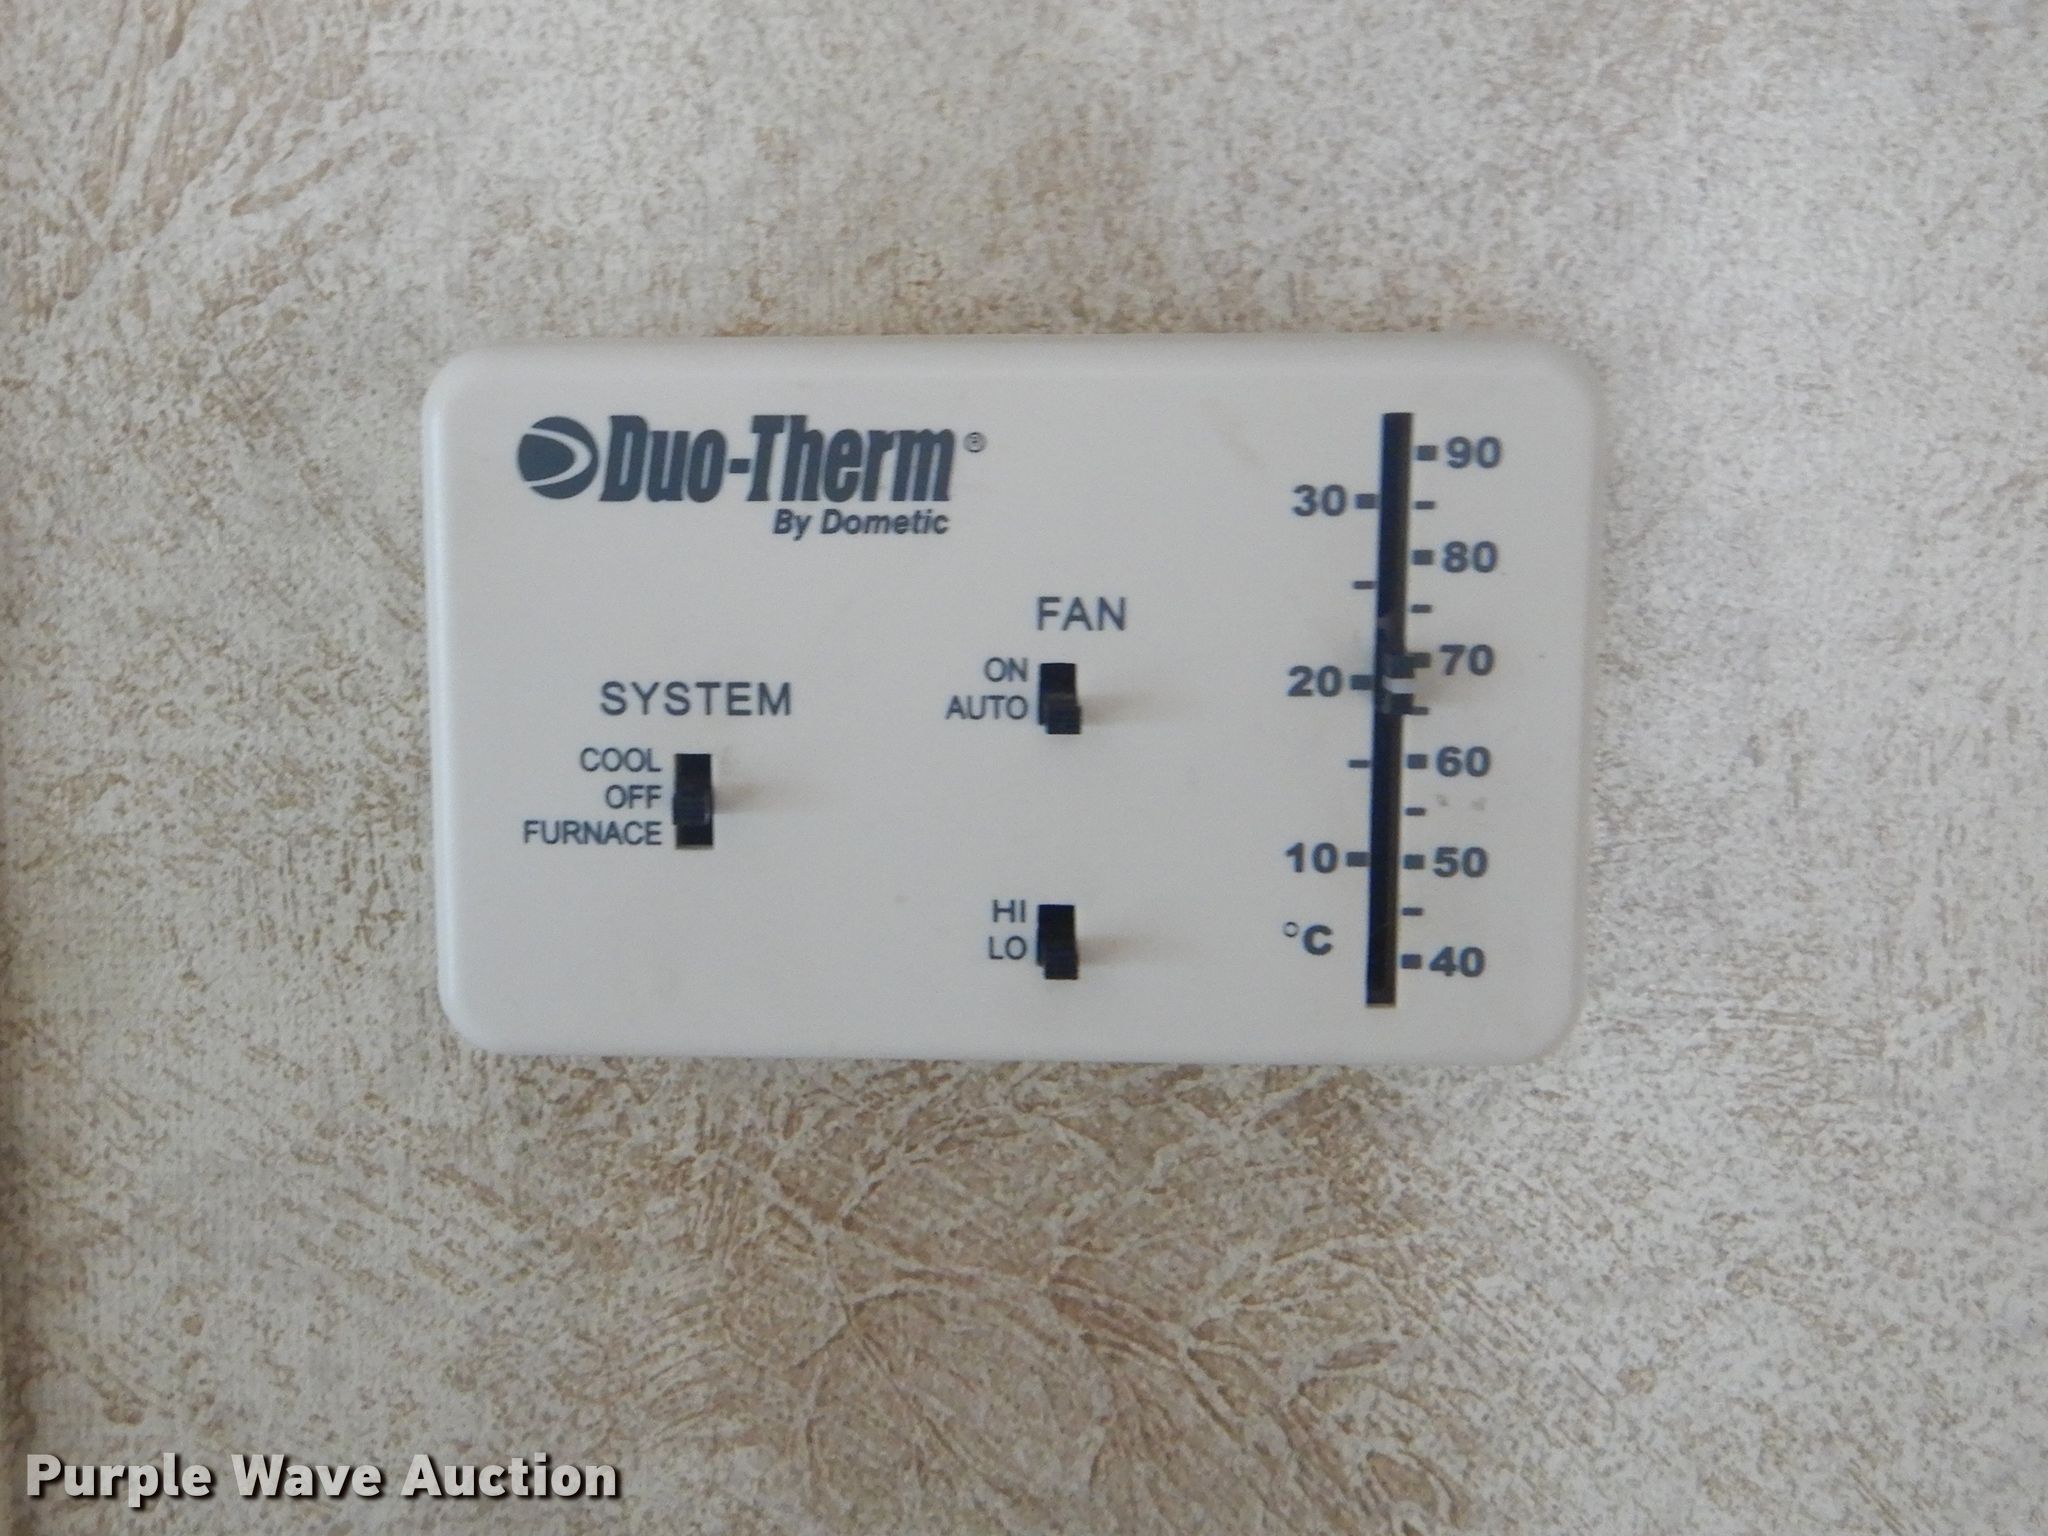 Duo-Therm®
By Dometic
SYSTEM
COOL
OFF
FURNACE
FAN
ON
AUTO
HI
LO
90
30
80
70
20
60
10
50
°C
40
Purple Wave Auction